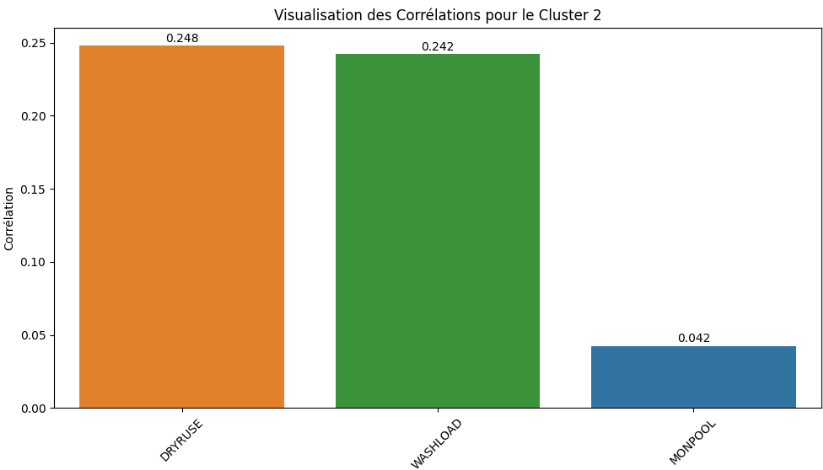 Visualisation des Corrélations pour le Cluster 2
Corrélation
0.25
0.20
0.15
0.10
0.05
0.00
0.248
0.242
0.042
DRYRUSE
WASHLOAD
MONPOOL